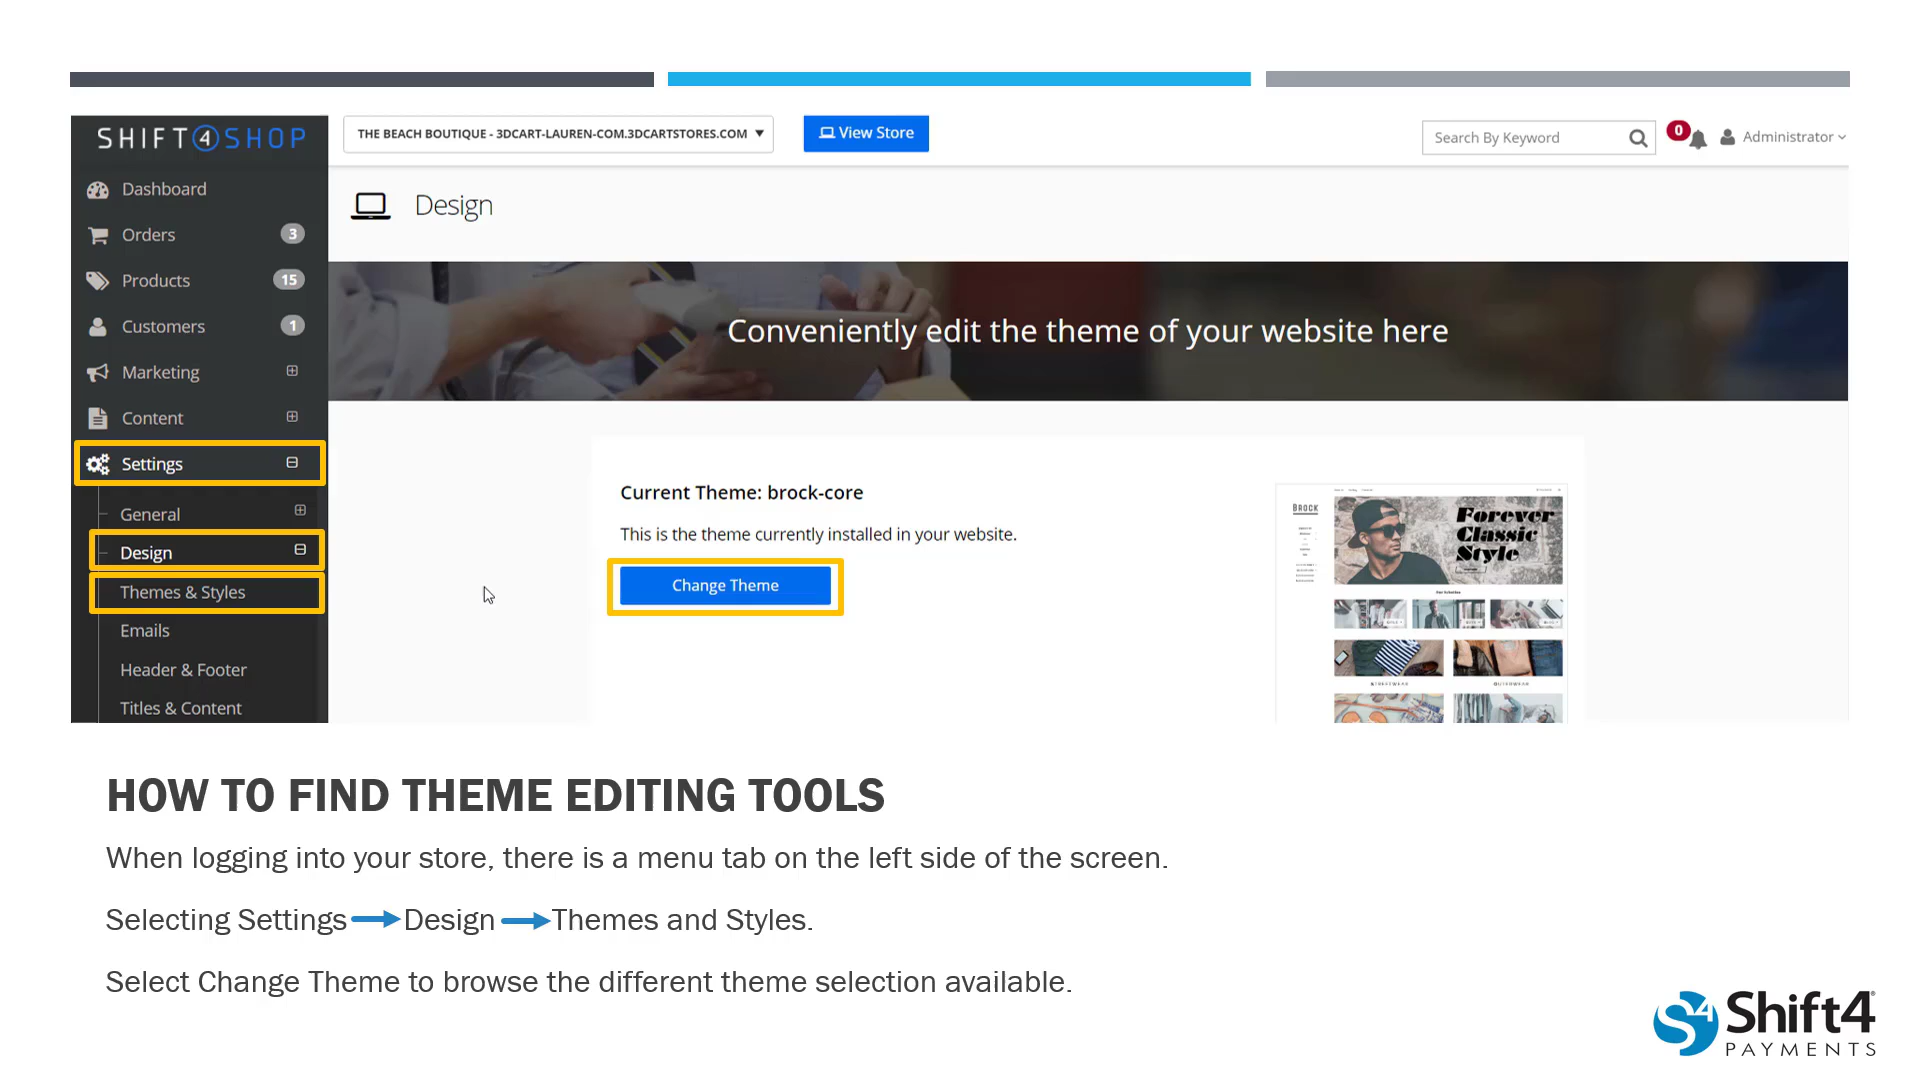 SHIFT4SHOP
THE BEACH BOUTIQUE - 3DCART-LAUREN-COM.3DCARTSTORES.COM
View Store
Search By Keyword
0
Administrator
Dashboard
Orders 3
Products 15
Customers 1
Marketing
Content
Settings
General
Design
Themes & Styles
Emails
Header & Footer
Titles & Content
Design
Conveniently edit the theme of your website here
Current Theme: brock-core
This is the theme currently installed in your website.
Change Theme
BROCK
Forever
Classic
Style
HOW TO FIND THEME EDITING TOOLS
When logging into your store, there is a menu tab on the left side of the screen.
Selecting Settings Design Themes and Styles.
Select Change Theme to browse the different theme selection available.
S4 Shift4
PAYMENTS